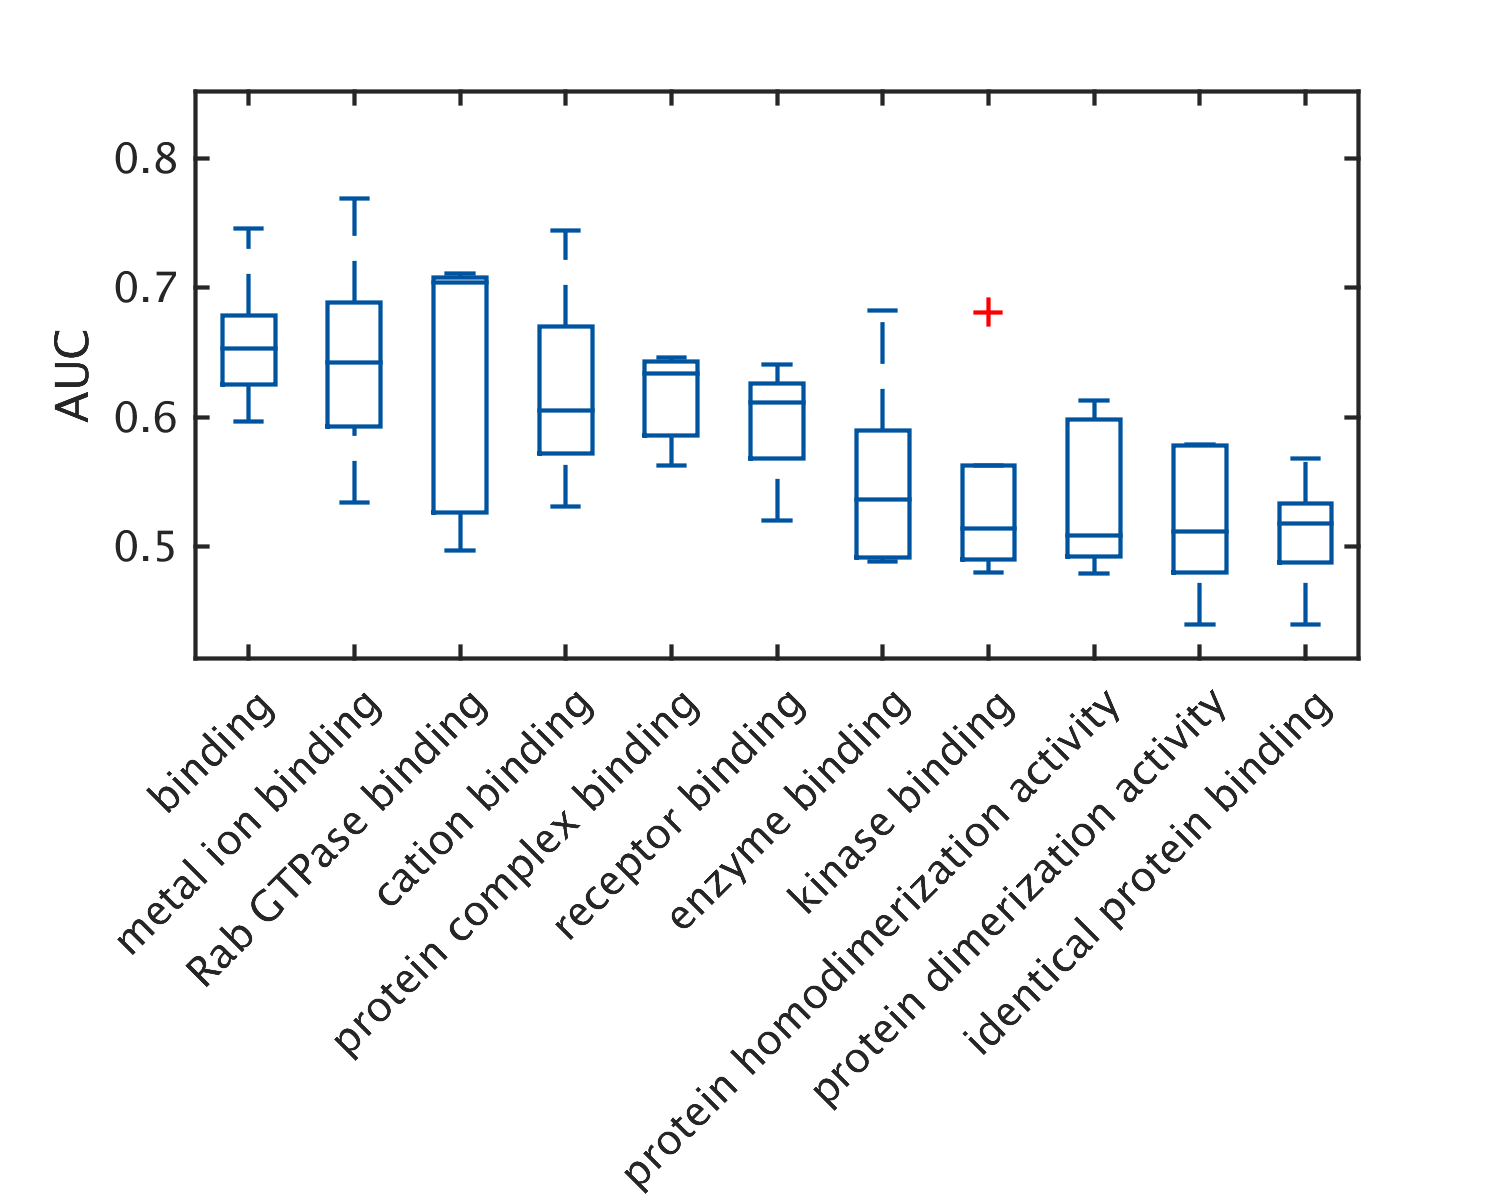 0.8
0.7
0.6
0.5
AUC
binding
metal ion binding
Rab GTPase binding
cation binding
protein complex binding
receptor binding
enzyme binding
kinase binding
protein homodimerization activity
protein dimerization activity
identical protein binding